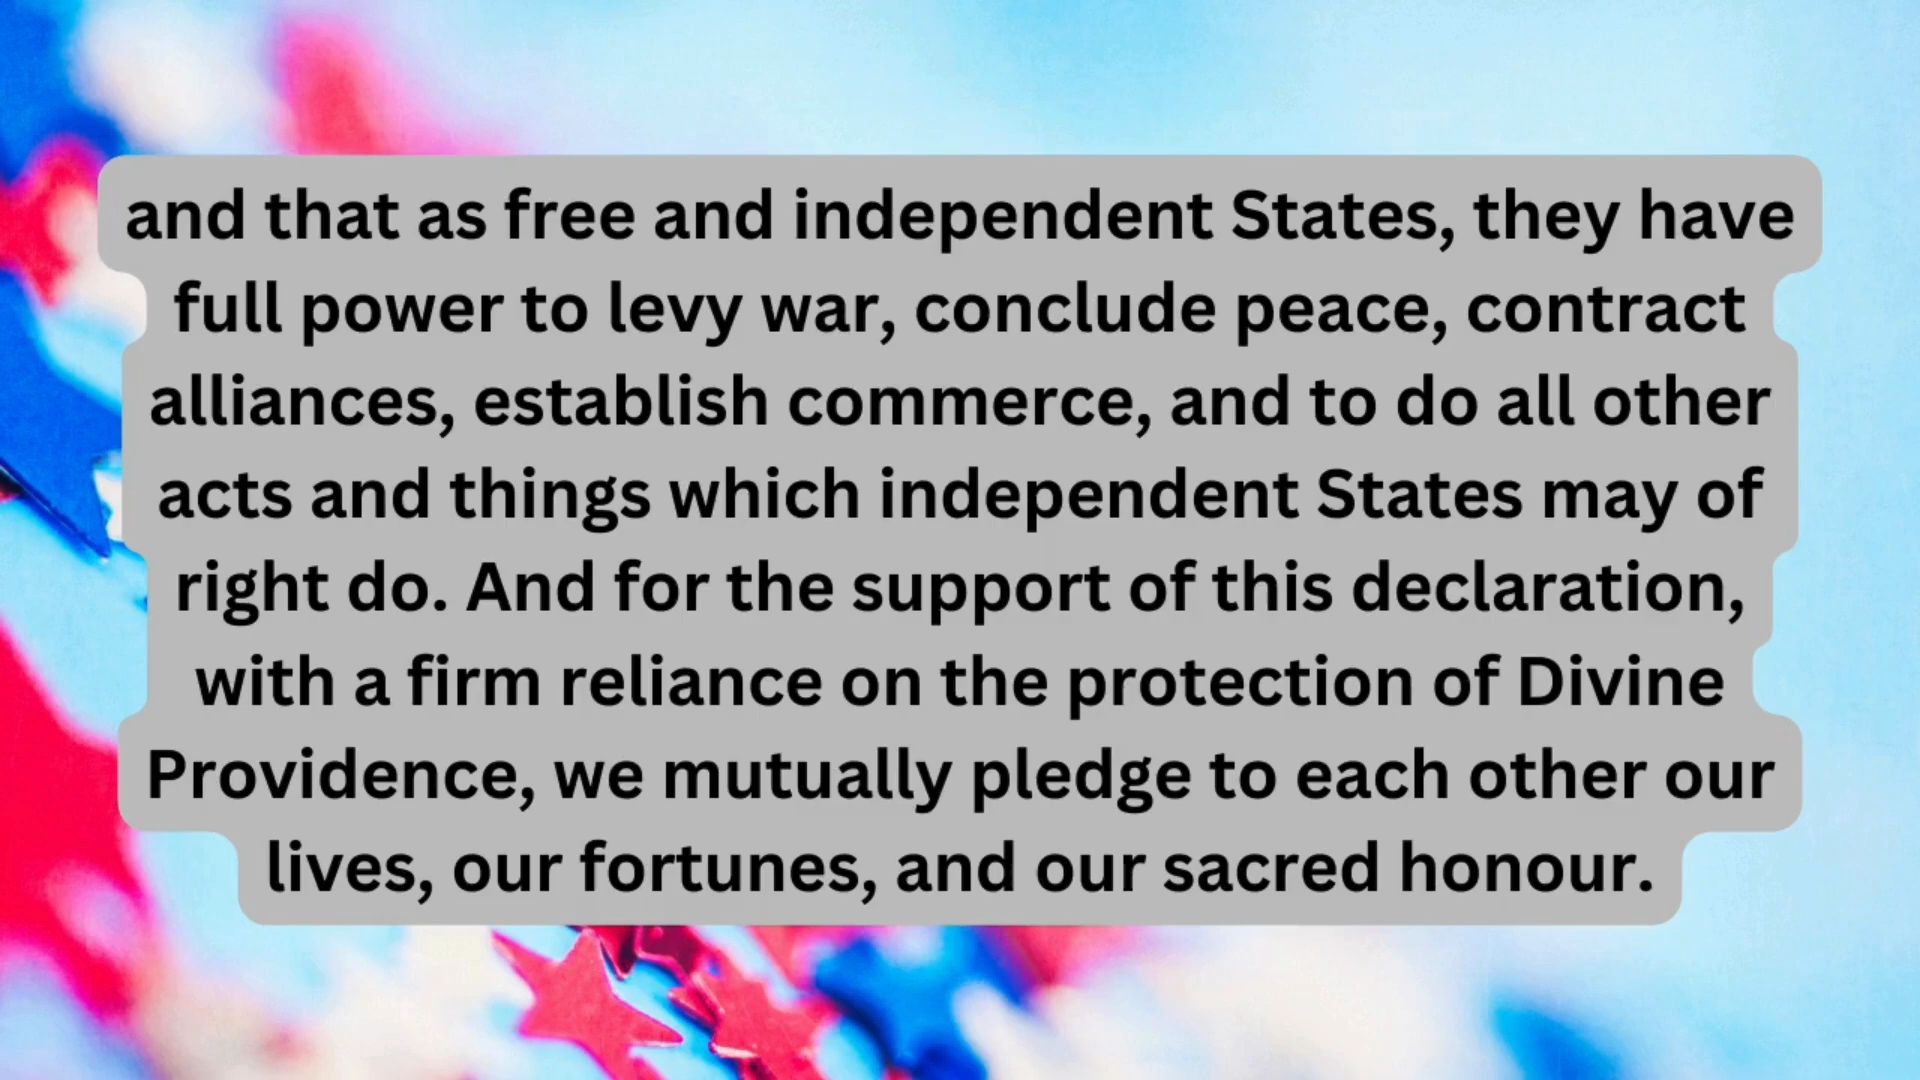 and that as free and independent States, they have
full power to levy war, conclude peace, contract
alliances, establish commerce, and to do all other
acts and things which independent States may of
right do. And for the support of this declaration,
with a firm reliance on the protection of Divine
Providence, we mutually pledge to each other our
lives, our fortunes, and our sacred honour.